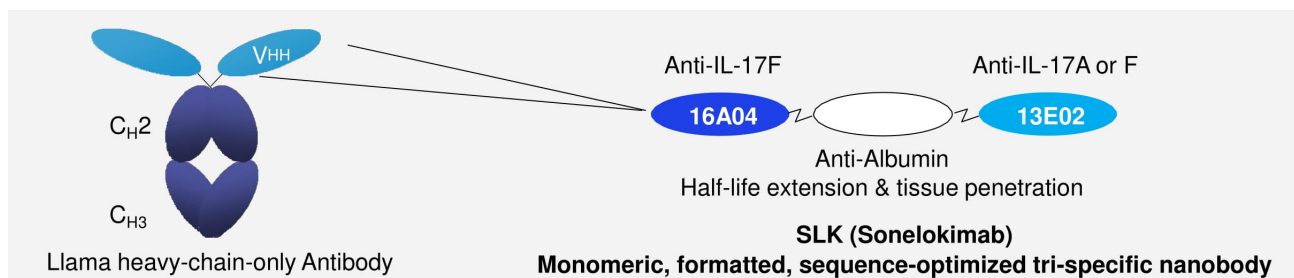 VHH
CH2
CH3
Llama heavy-chain-only Antibody
Anti-IL-17F
Anti-IL-17A or F
16A04
13E02
Anti-Albumin
Half-life extension & tissue penetration
SLK (Sonelokimab)
Monomeric, formatted, sequence-optimized tri-specific nanobody